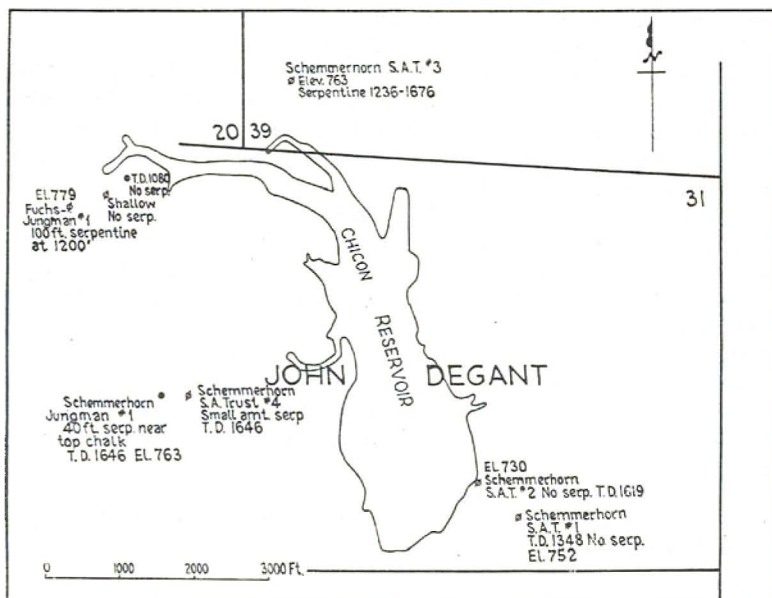 Schemmernorn S.A.T. #3
Elev. 763
Serpentine 1236-1676
N
20 39
31
T.D. 1080
No serp.
Shallow
No serp.
El. 779
Fuchs-
Jungman #1
100 ft. serpentine
at 1200'
CHICON
RESERVOIR
JOHN DEGANT
Schemmerhorn
Jungman #1
40 ft. serp. near
top chalk
T.D. 1646 El. 763
Schemmerhorn
S.A. Trust #4
Small amt. serp
T.D. 1646
El. 730
Schemmerhorn
S.A.T. #2 No serp. T.D. 1619
Schemmerhorn
S.A.T. #1
T.D. 1348 No serp.
El. 752
0 1000 2000 3000 Ft.